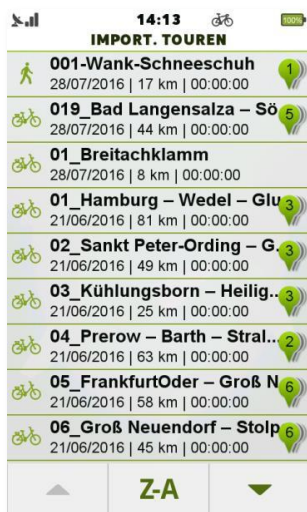 14:13
100%
IMPORT. TOUREN
001-Wank-Schneeschuh
28/07/2016 | 17 km | 00:00:00
1
019_Bad Langensalza – Sö
28/07/2016 | 44 km | 00:00:00
5
01_Breitachklamm
28/07/2016 | 8 km | 00:00:00
01_Hamburg – Wedel – Glu
21/06/2016 | 81 km | 00:00:00
3
02_Sankt Peter-Ording – G.
21/06/2016 | 49 km | 00:00:00
3
03_Kühlungsborn – Heilig..
21/06/2016 | 25 km | 00:00:00
3
04_Prerow – Barth – Stral..
21/06/2016 | 63 km | 00:00:00
2
05_FrankfurtOder – Groß N
21/06/2016 | 58 km | 00:00:00
6
06_Groß Neuendorf – Stolp
21/06/2016 | 45 km | 00:00:00
6
Z-A